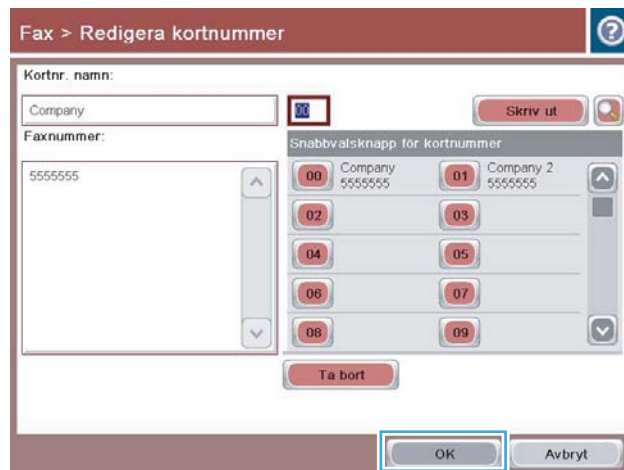 Fax > Redigera kortnummer
?
Kortnr. namn:
Company
00
Skriv ut
Faxnummer:
5555555
Snabbvalsknapp för kortnummer
00 Company 5555555
01 Company 2 5555555
02
03
04
05
06
07
08
09
Ta bort
OK
Avbryt